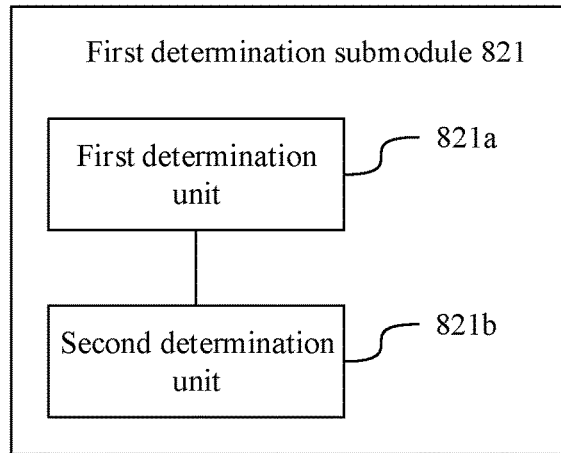 First determination submodule 821
First determination
unit
821a
Second determination
unit
821b